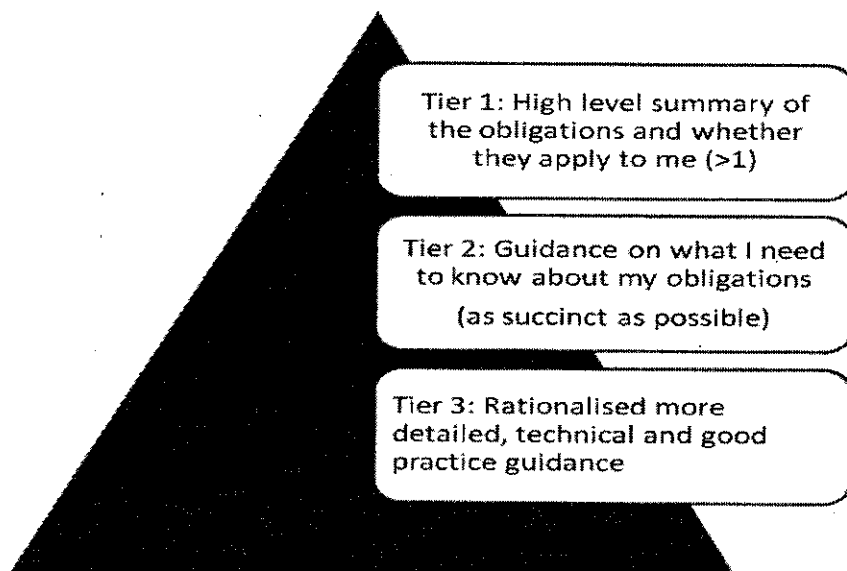 Tier 1: High level summary of
the obligations and whether
they apply to me (>1)
Tier 2: Guidance on what I need
to know about my obligations
(as succinct as possible)
Tier 3: Rationalised more
detailed, technical and good
practice guidance